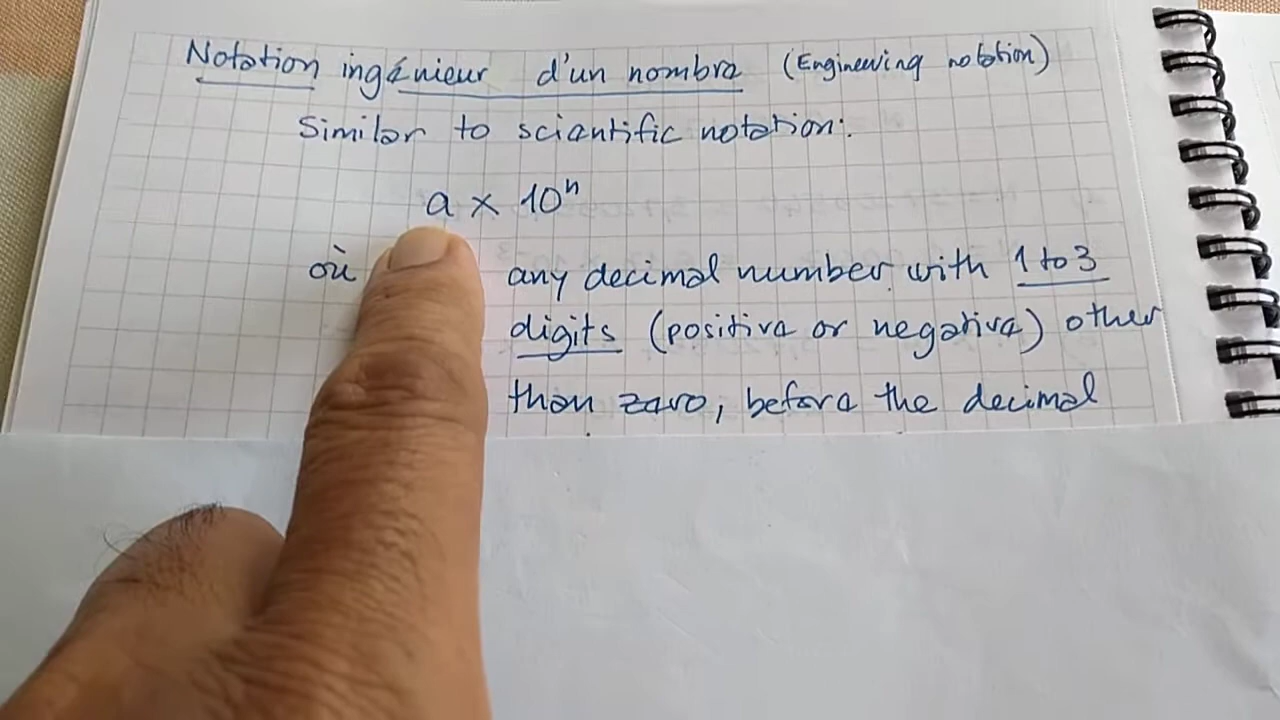 Notation ingénieur d'un nombre (Engineering notation)
Similar to scientific notation:
a × 10ⁿ
où any decimal number with 1 to 3
digits (positive or negative) other
than zero, before the decimal